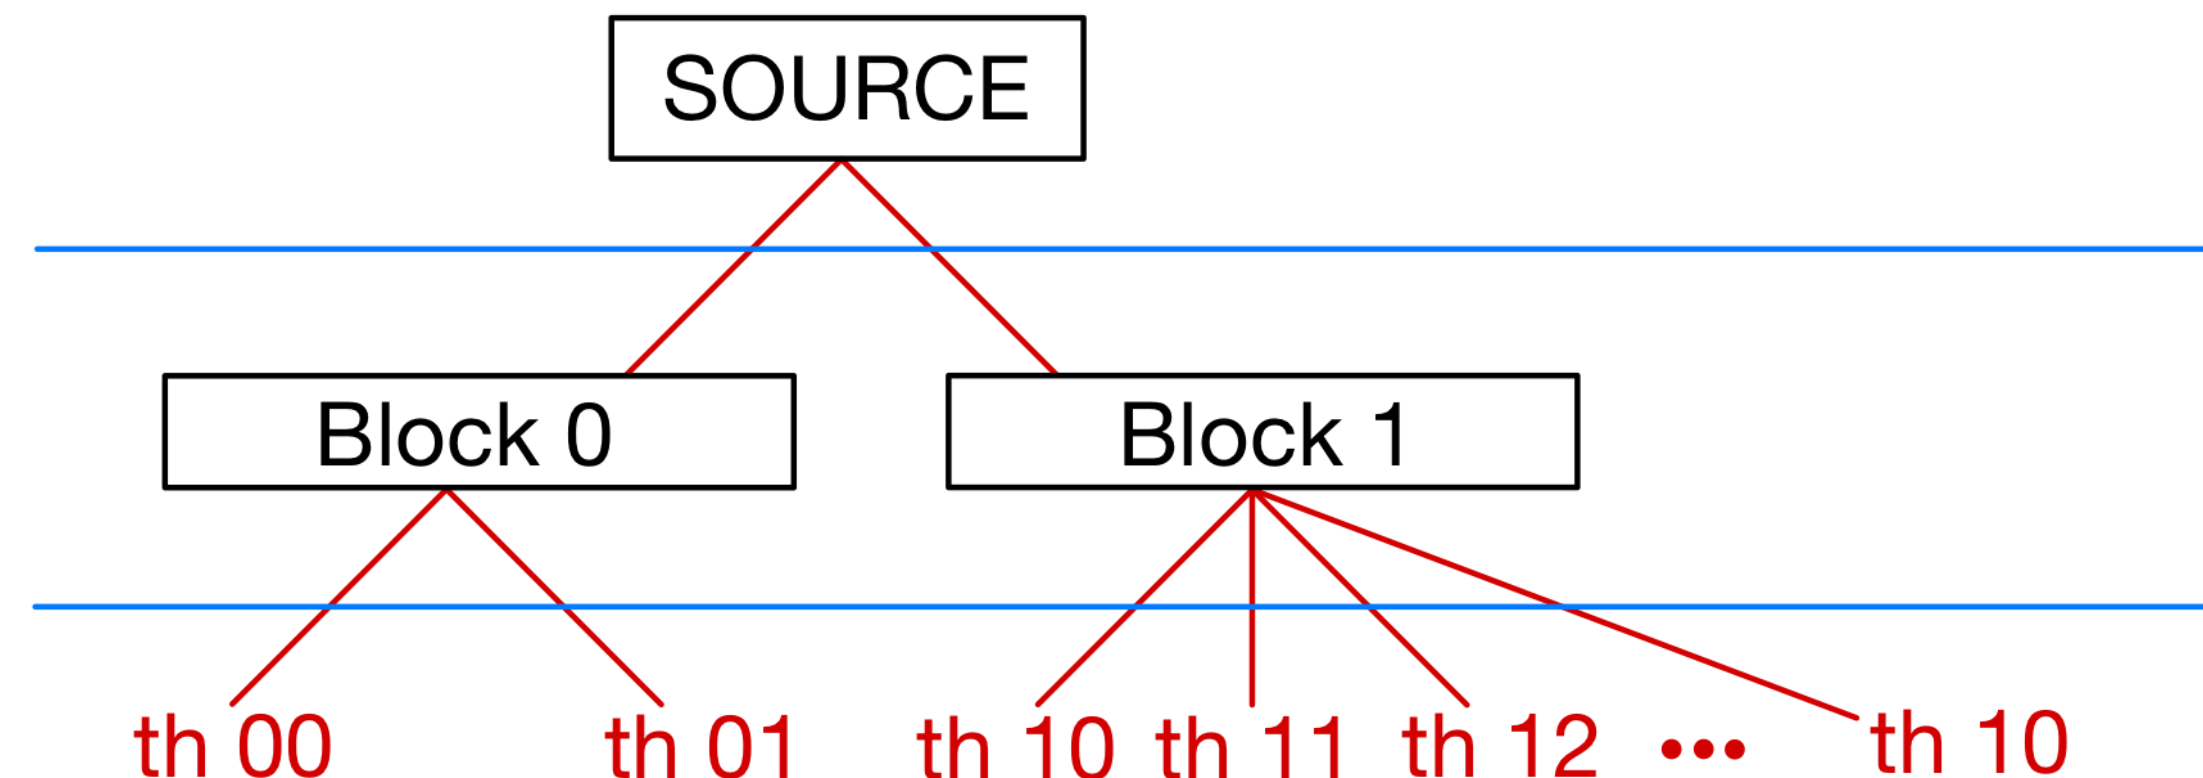 SOURCE
Block 0 Block 1
th 00 th 01 th 10 th 11 th 12 ••• th 10